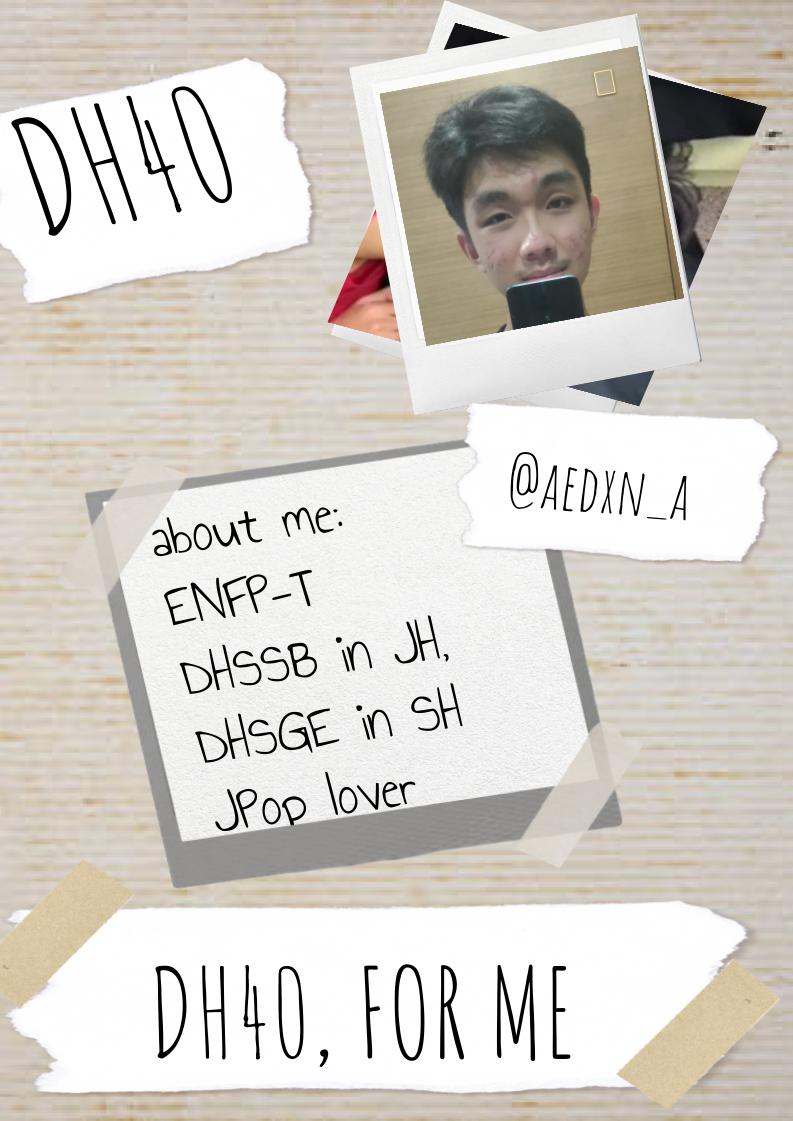 DH40
@AEDXN_A
about me:
ENFP-T
DHSSB in JH,
DHSGE in SH
JPop lover
DH40, FOR ME